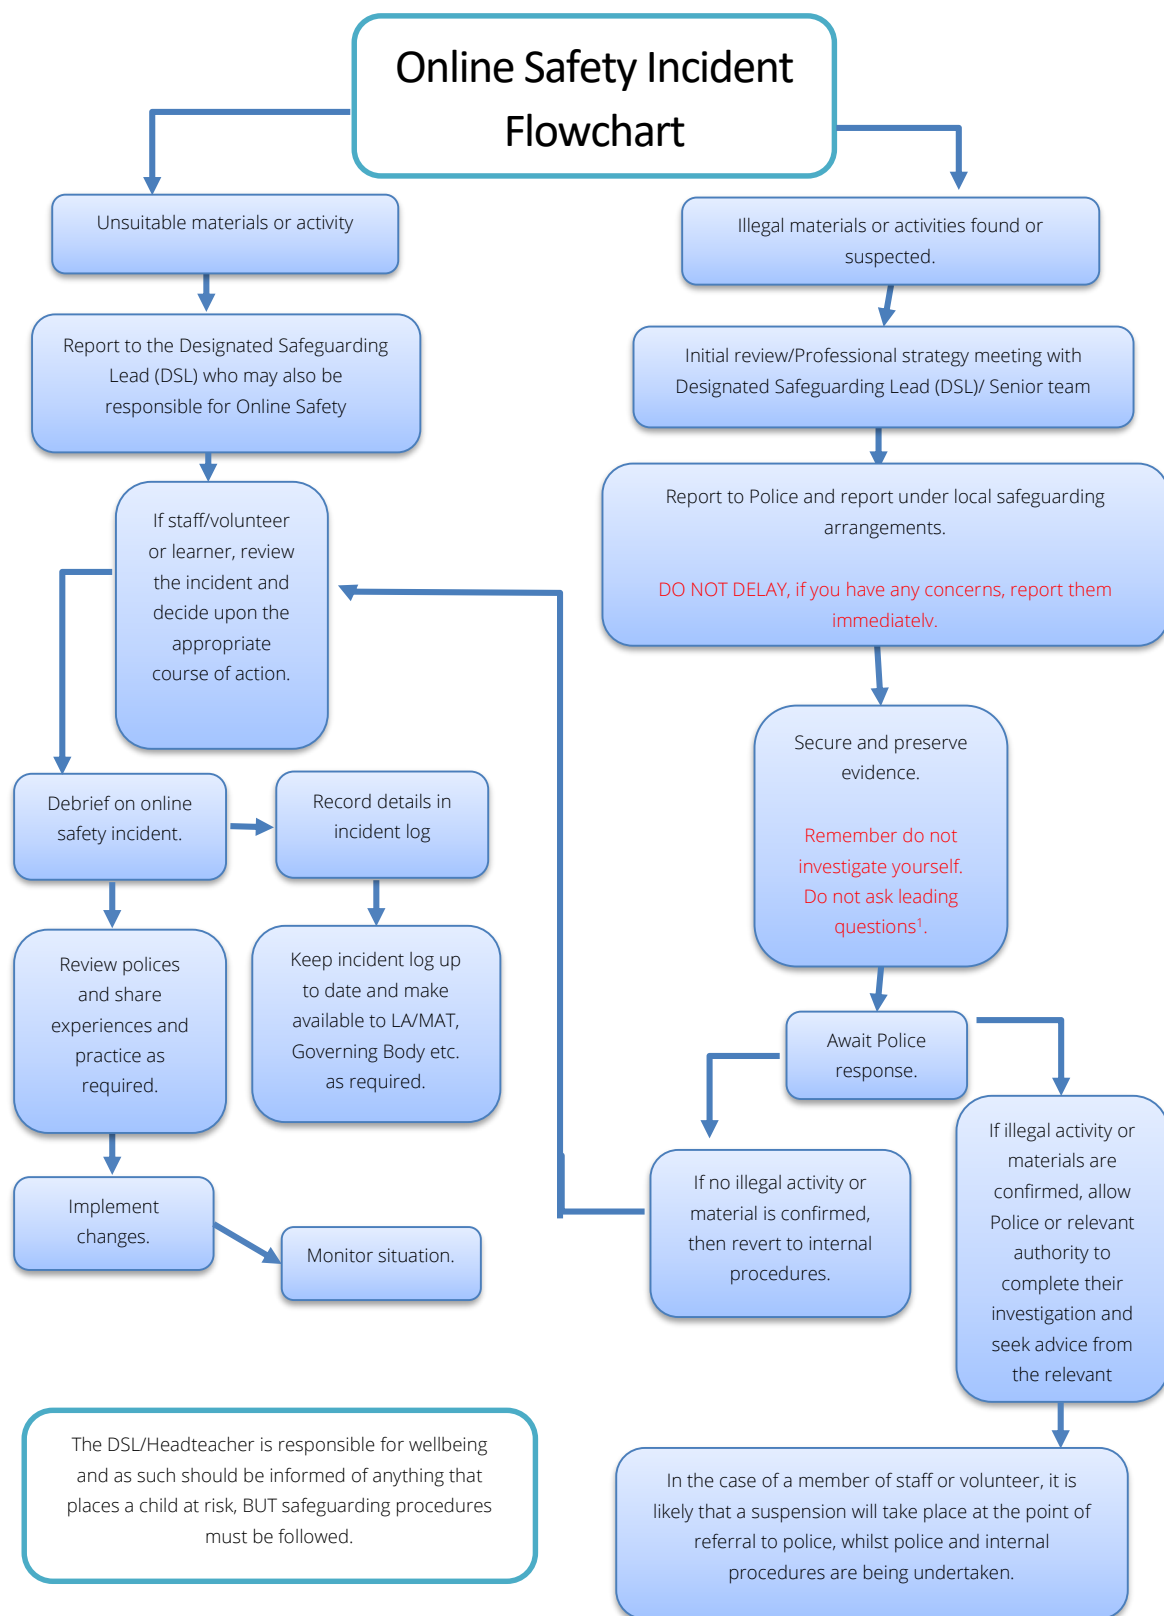 Online Safety Incident
Flowchart
Unsuitable materials or activity
Report to the Designated Safeguarding
Lead (DSL) who may also be
responsible for Online Safety
If staff/volunteer
or learner, review
the incident and
decide upon the
appropriate
course of action.
Debrief on online
safety incident.
Record details in
incident log
Review polices
and share
experiences and
practice as
required.
Keep incident log up
to date and make
available to LA/MAT,
Governing Body etc.
as required.
Implement
changes.
Monitor situation.
Illegal materials or activities found or
suspected.
Initial review/Professional strategy meeting with
Designated Safeguarding Lead (DSL)/ Senior team
Report to Police and report under local safeguarding
arrangements.
DO NOT DELAY, if you have any concerns, report them
immediately.
Secure and preserve
evidence.
Remember do not
investigate yourself.
Do not ask leading
questions¹.
Await Police
response.
If no illegal activity or
material is confirmed,
then revert to internal
procedures.
If illegal activity or
materials are
confirmed, allow
Police or relevant
authority to
complete their
investigation and
seek advice from
the relevant
In the case of a member of staff or volunteer, it is
likely that a suspension will take place at the point of
referral to police, whilst police and internal
procedures are being undertaken.
The DSL/Headteacher is responsible for wellbeing
and as such should be informed of anything that
places a child at risk, BUT safeguarding procedures
must be followed.